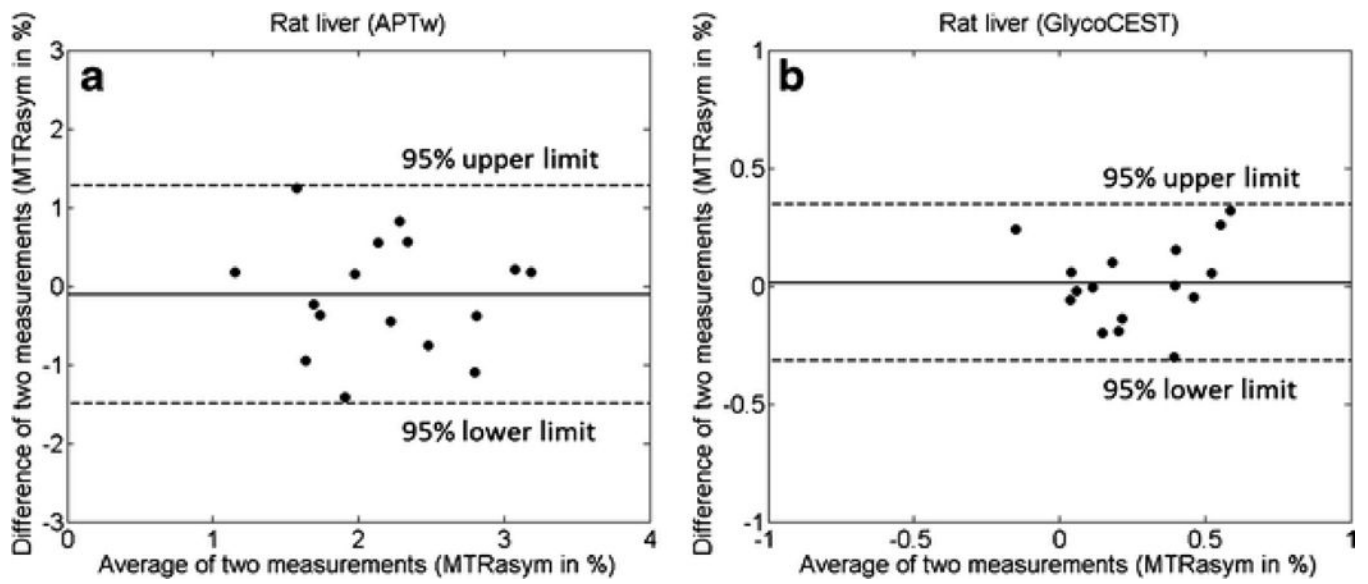 Rat liver (APTw)
Difference of two measurements (MTRasym in %)
3
2
1
0
-1
-2
-3
a
95% upper limit
95% lower limit
0
1
2
3
4
Average of two measurements (MTRasym in %)
Rat liver (GlycoCEST)
Difference of two measurements (MTRasym in %)
1
0.5
0
-0.5
-1
b
95% upper limit
95% lower limit
-1
-0.5
0
0.5
1
Average of two measurements (MTRasym in %)